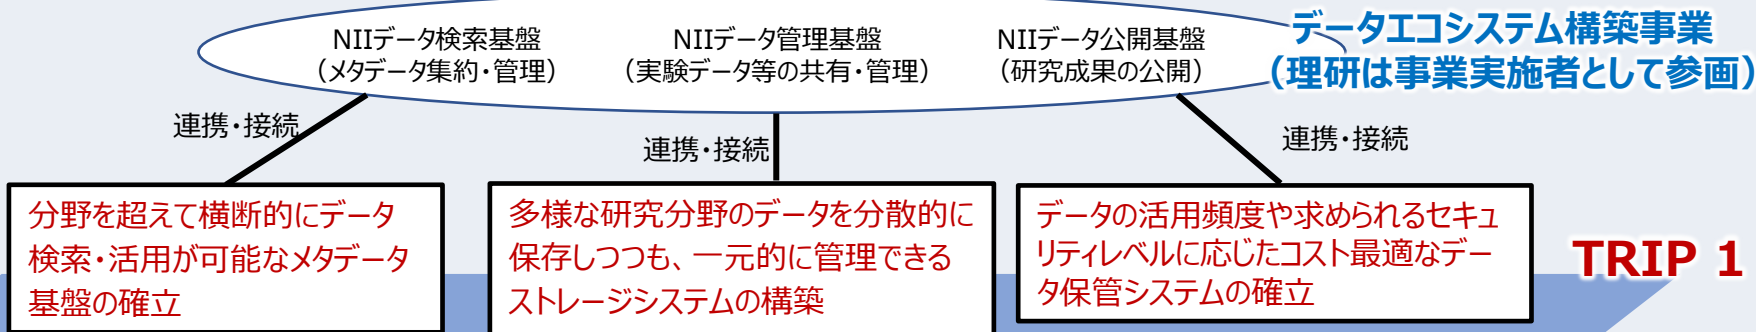 NIIデータ検索基盤
（メタデータ集約・管理）
NIIデータ管理基盤
（実験データ等の共有・管理）
NIIデータ公開基盤
（研究成果の公開）
データエコシステム構築事業
（理研は事業実施者として参画）
連携・接続
連携・接続
連携・接続
分野を超えて横断的にデータ
検索・活用が可能なメタデータ
基盤の確立
多様な研究分野のデータを分散的に
保存しつつも、一元的に管理できる
ストレージシステムの構築
データの活用頻度や求められるセキュ
リティレベルに応じたコスト最適なデー
タ保管システムの確立
TRIP 1